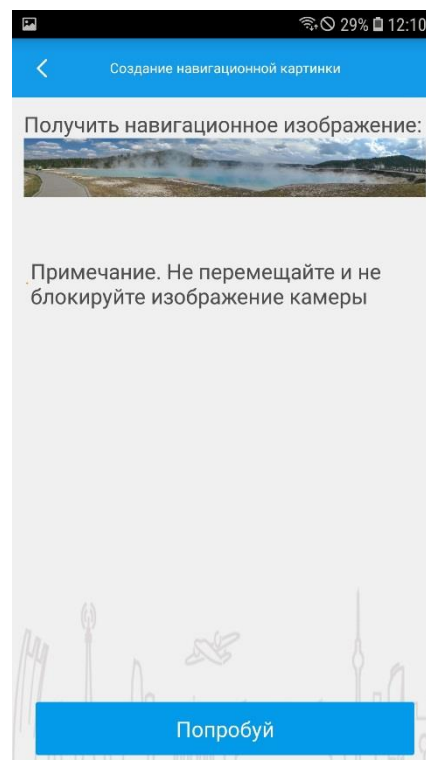 29% 12:10
Создание навигационной картинки
Получить навигационное изображение:
Примечание. Не перемещайте и не
блокируйте изображение камеры
Попробуй